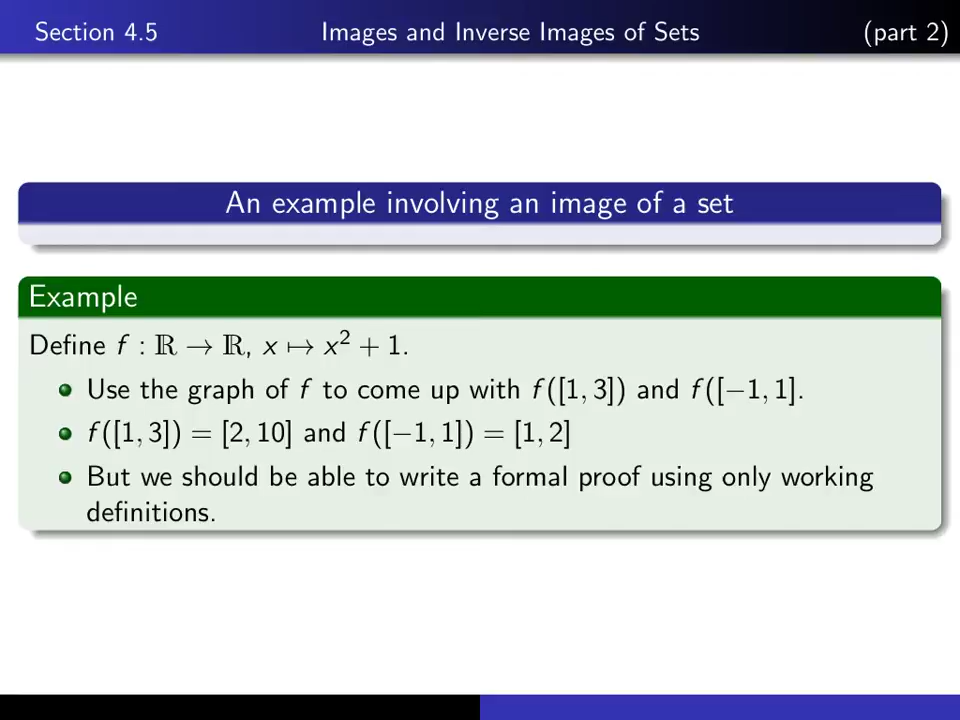 Section 4.5 Images and Inverse Images of Sets (part 2)
An example involving an image of a set
Example
Define f : ℝ → ℝ, x ↦ x² + 1.
Use the graph of f to come up with f([1, 3]) and f([−1, 1].
f([1, 3]) = [2, 10] and f([−1, 1]) = [1, 2]
But we should be able to write a formal proof using only working
definitions.